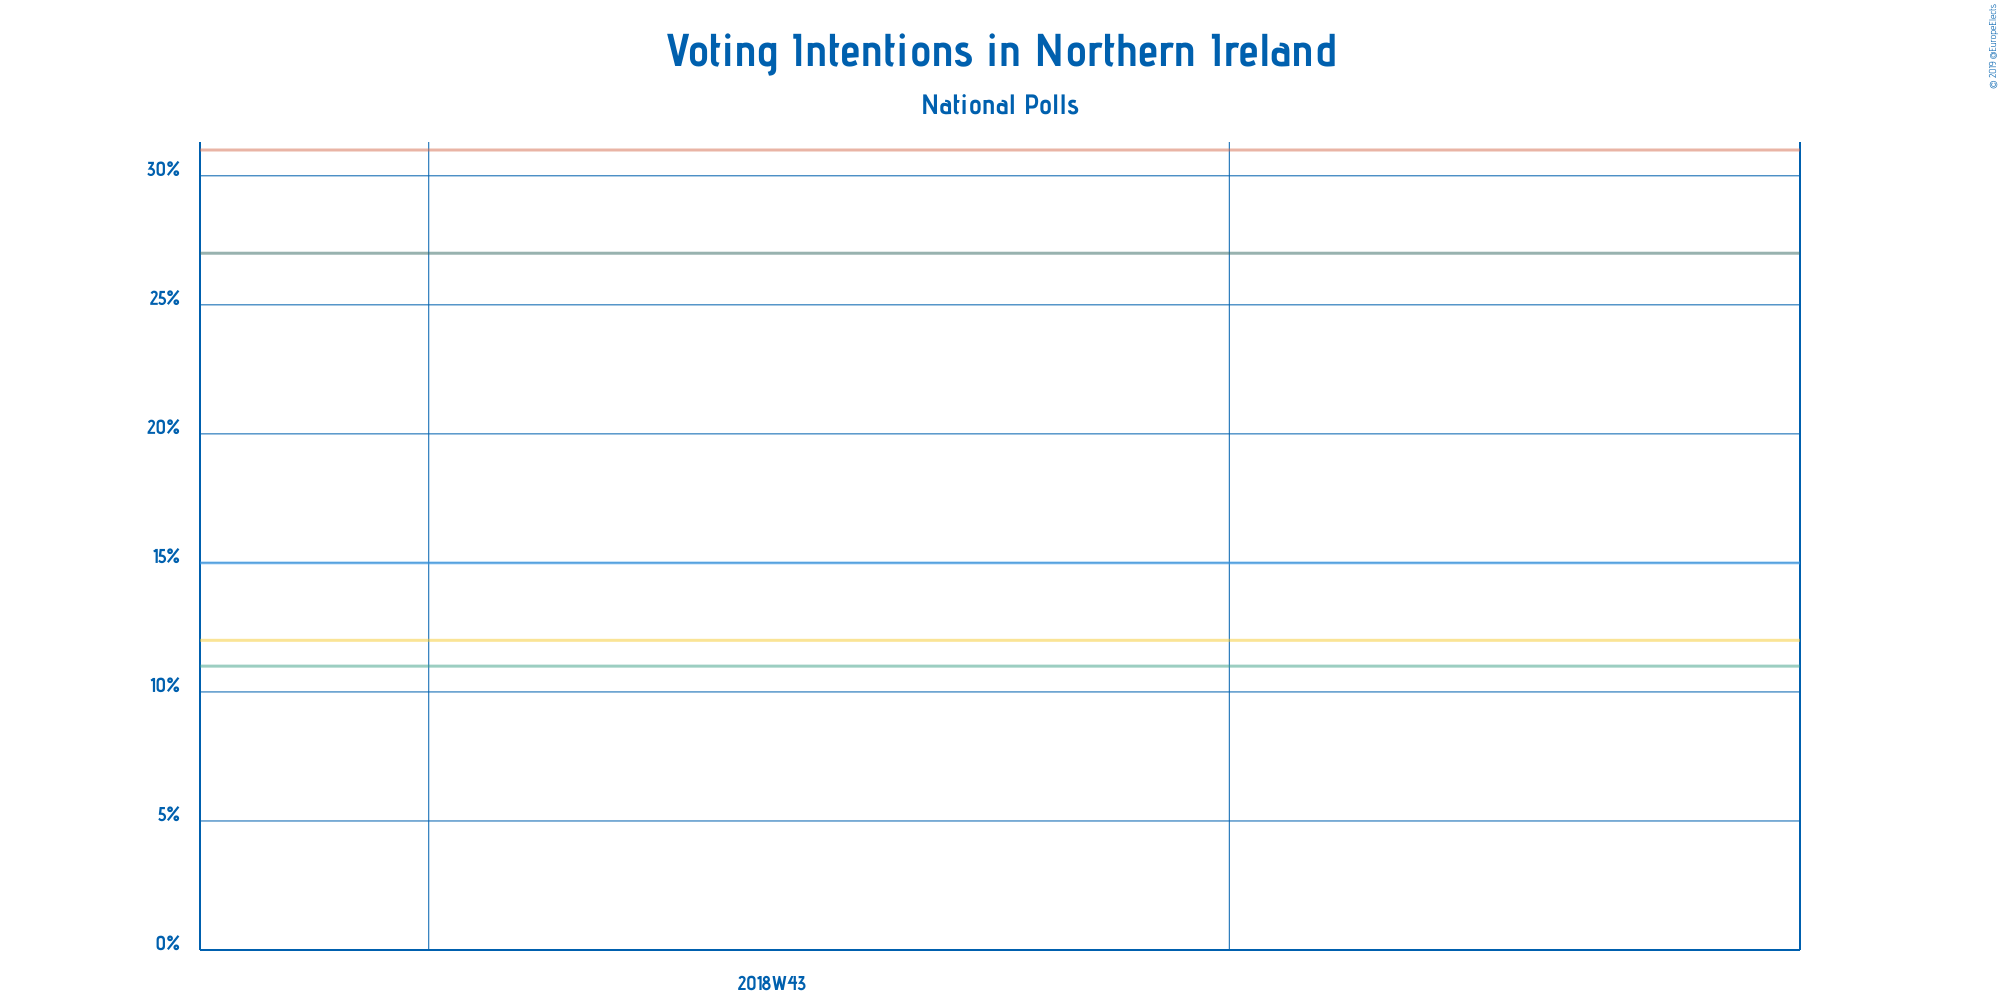 Voting Intentions in Northern Ireland
National Polls
© 2019 @EuropeElects
30%
25%
20%
15%
10%
5%
0%
2018W43